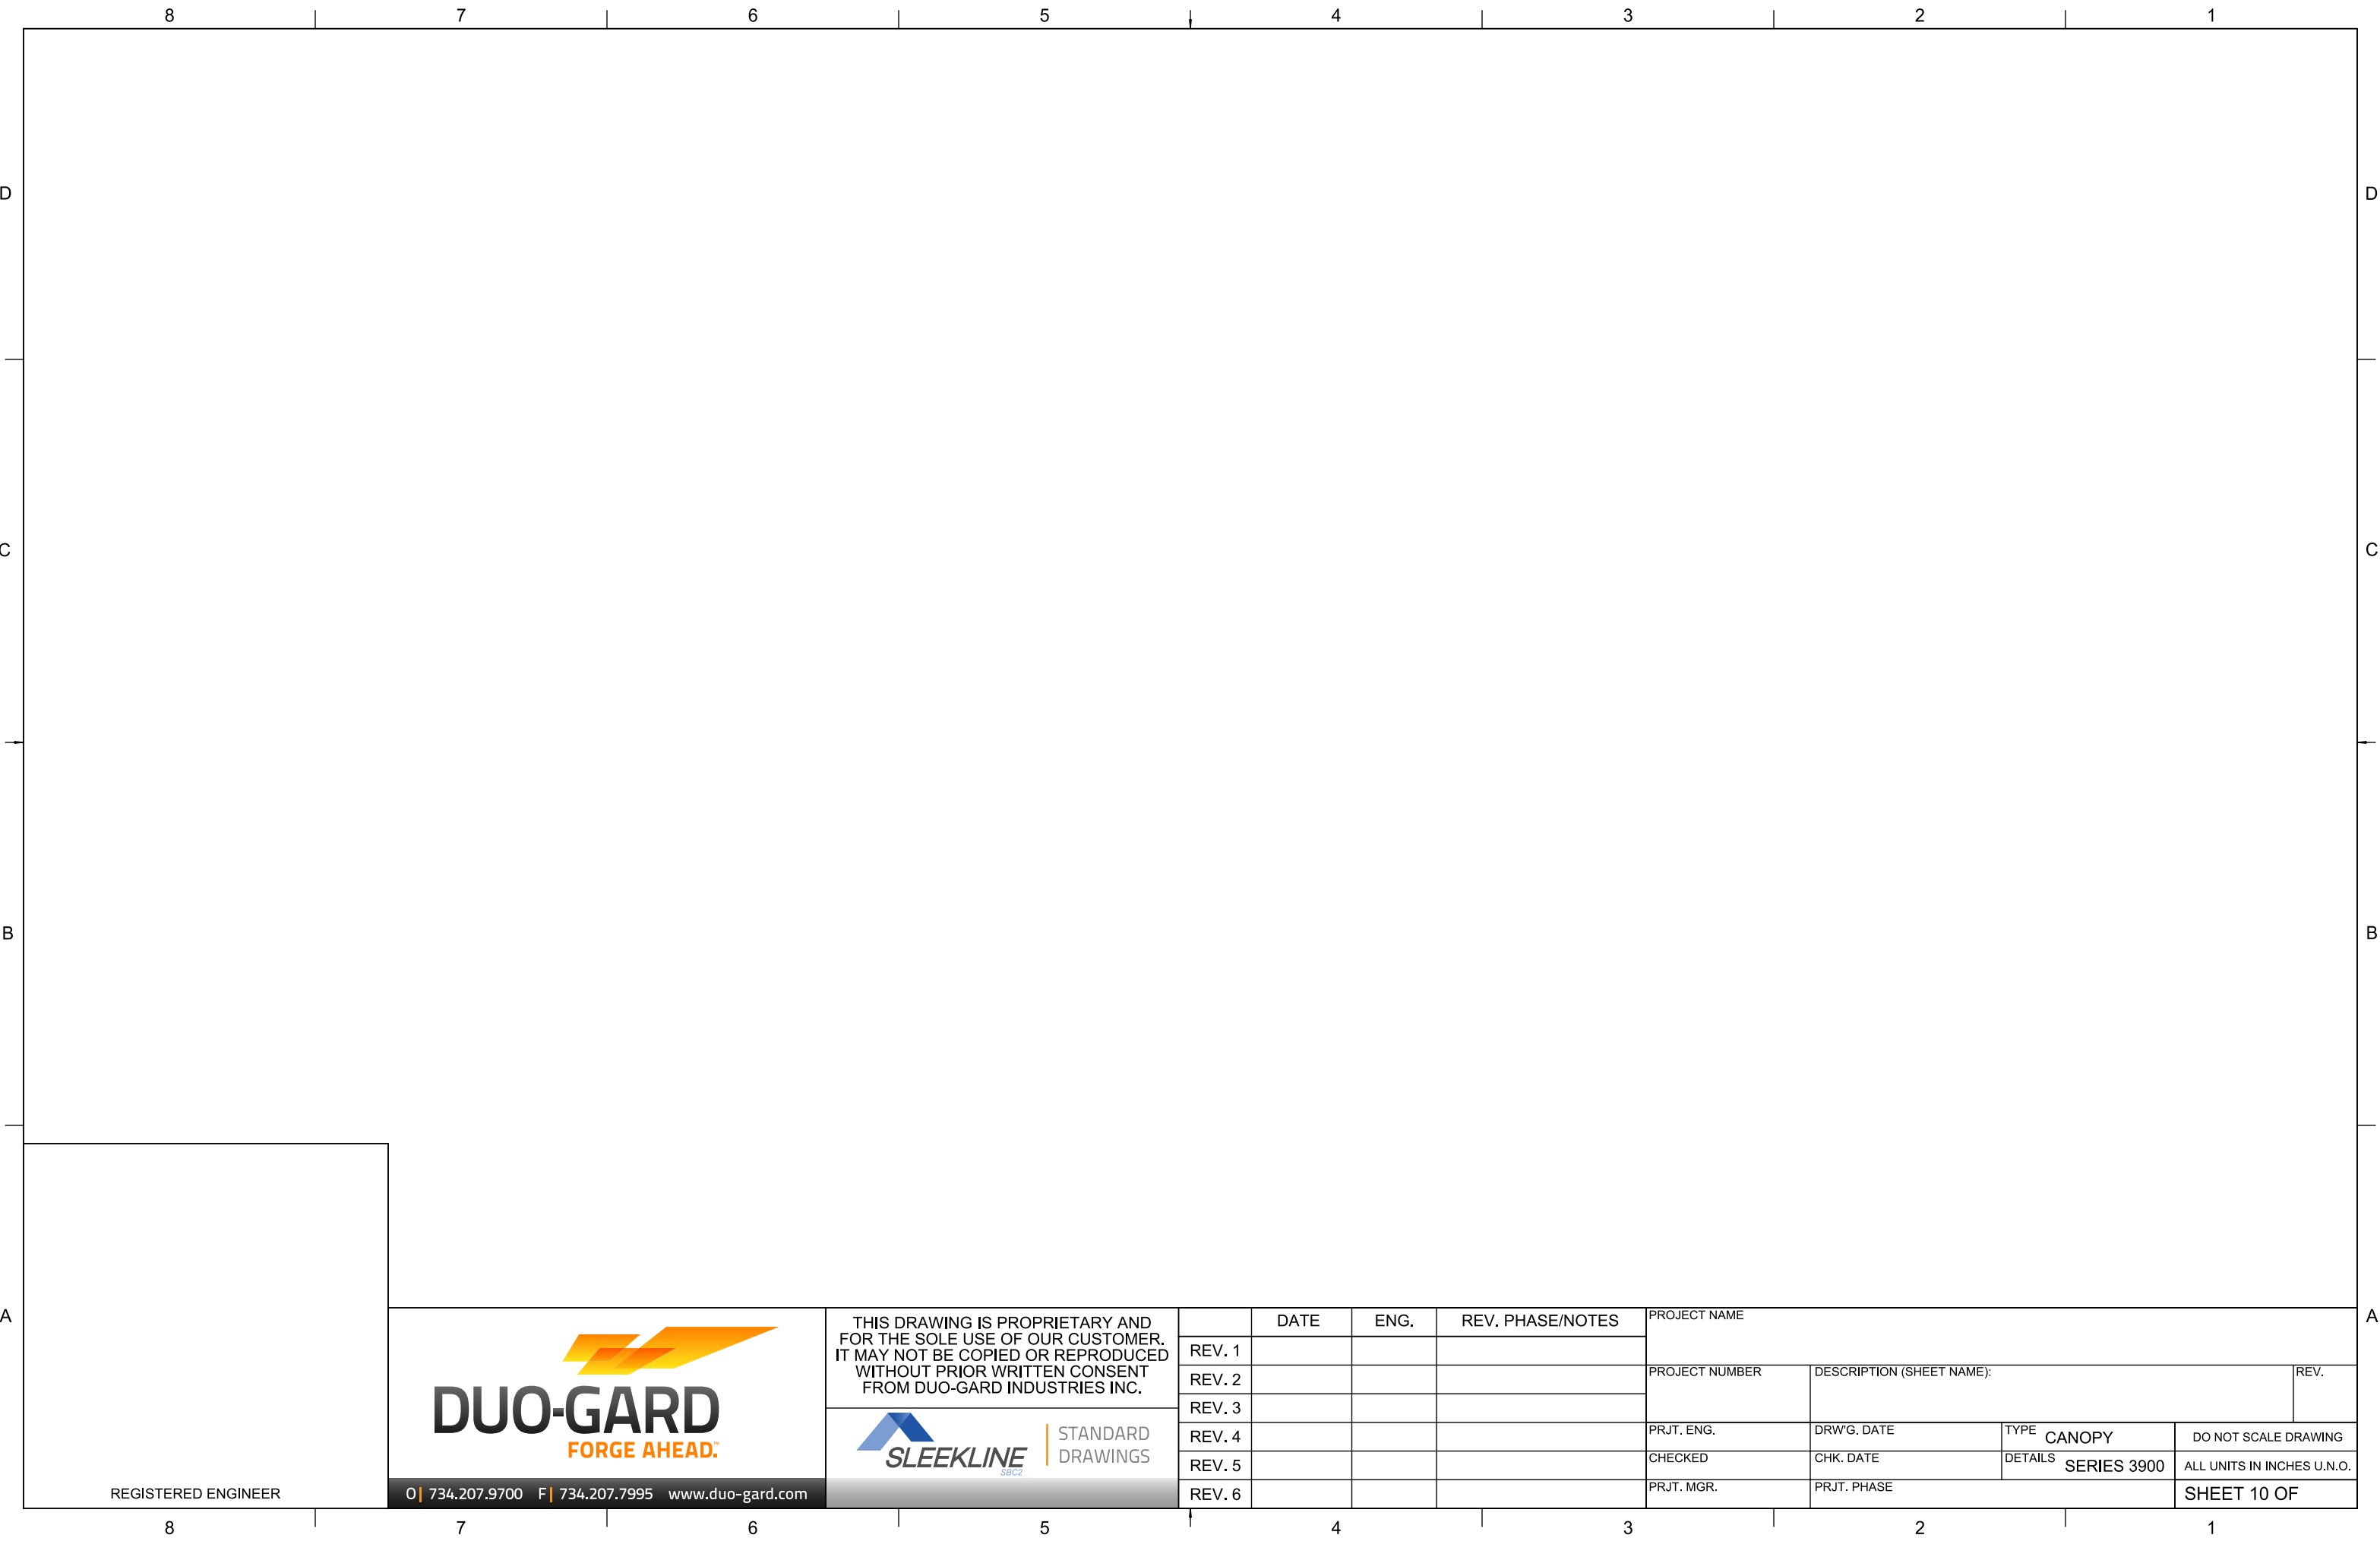 8 7 6 5 4 3 2 1
D D
C C
B B
A A
REGISTERED ENGINEER
DUO-GARD
FORGE AHEAD.™
O| 734.207.9700 F| 734.207.7995 www.duo-gard.com
THIS DRAWING IS PROPRIETARY AND
FOR THE SOLE USE OF OUR CUSTOMER.
IT MAY NOT BE COPIED OR REPRODUCED
WITHOUT PRIOR WRITTEN CONSENT
FROM DUO-GARD INDUSTRIES INC.
SLEEKLINE
SBC2
STANDARD
DRAWINGS
DATE ENG. REV. PHASE/NOTES
REV. 1
REV. 2
REV. 3
REV. 4
REV. 5
REV. 6
PROJECT NAME
PROJECT NUMBER DESCRIPTION (SHEET NAME): REV.
PRJT. ENG. DRW'G. DATE TYPE CANOPY DO NOT SCALE DRAWING
CHECKED CHK. DATE DETAILS SERIES 3900 ALL UNITS IN INCHES U.N.O.
PRJT. MGR. PRJT. PHASE SHEET 10 OF
8 7 6 5 4 3 2 1